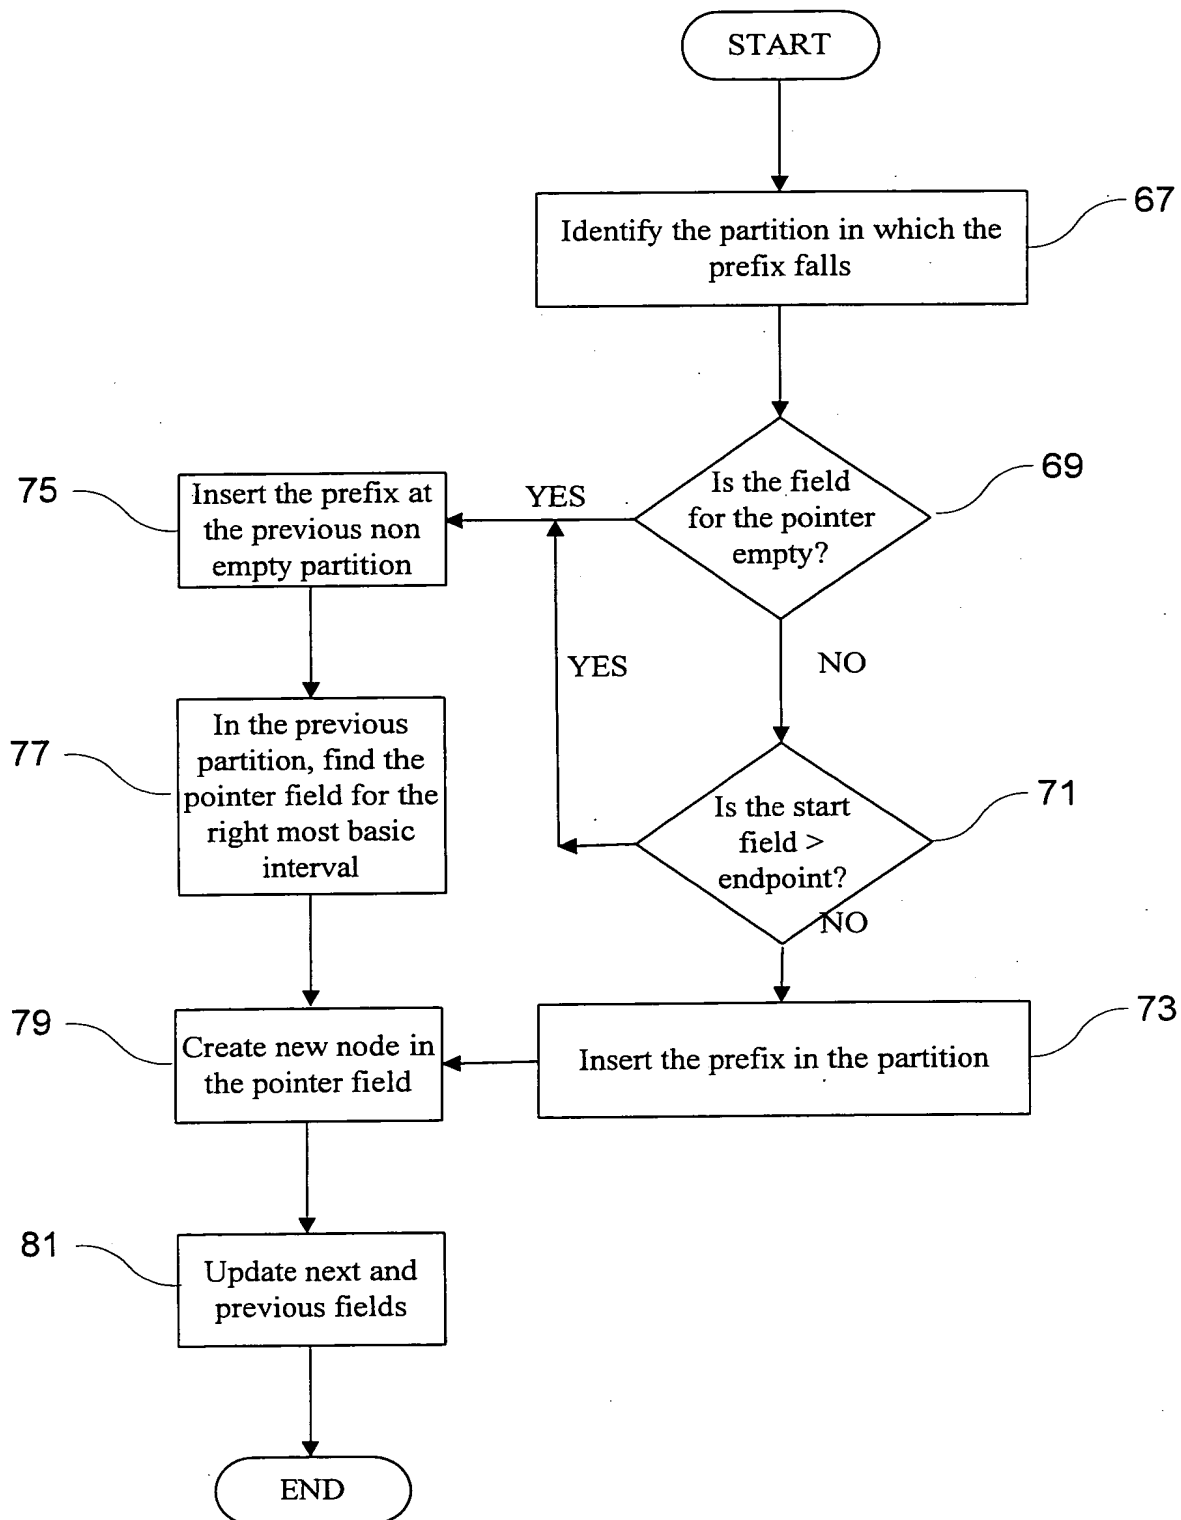 START
Identify the partition in which the
prefix falls
67
Is the field
for the pointer
empty?
69
YES
Insert the prefix at
the previous non
empty partition
75
NO
YES
In the previous
partition, find the
pointer field for the
right most basic
interval
77
Is the start
field >
endpoint?
71
NO
Insert the prefix in the partition
73
Create new node in
the pointer field
79
Update next and
previous fields
81
END